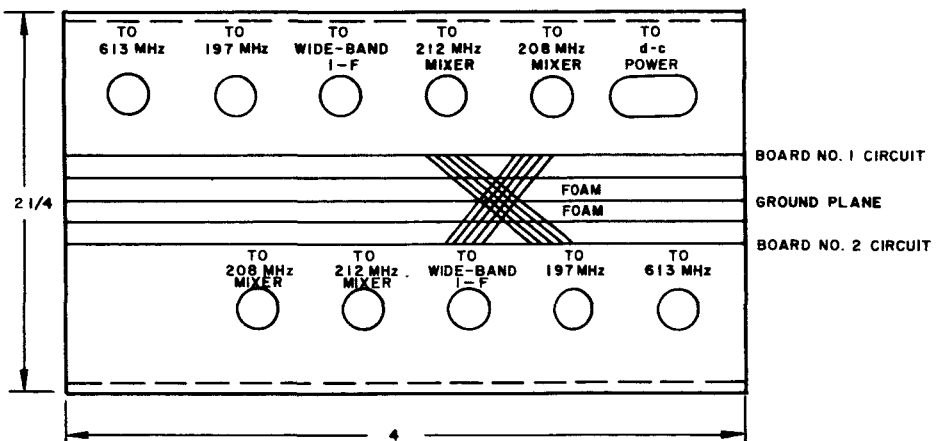 TO TO TO TO TO TO
613 MHz 197 MHz WIDE-BAND 212 MHz 208 MHz d-c
I-F MIXER MIXER POWER
BOARD NO. 1 CIRCUIT
FOAM
2 1/4
GROUND PLANE
FOAM
BOARD NO. 2 CIRCUIT
TO TO TO TO TO
208 MHz 212 MHz WIDE-BAND 197 MHz 613 MHz
MIXER MIXER I-F
4